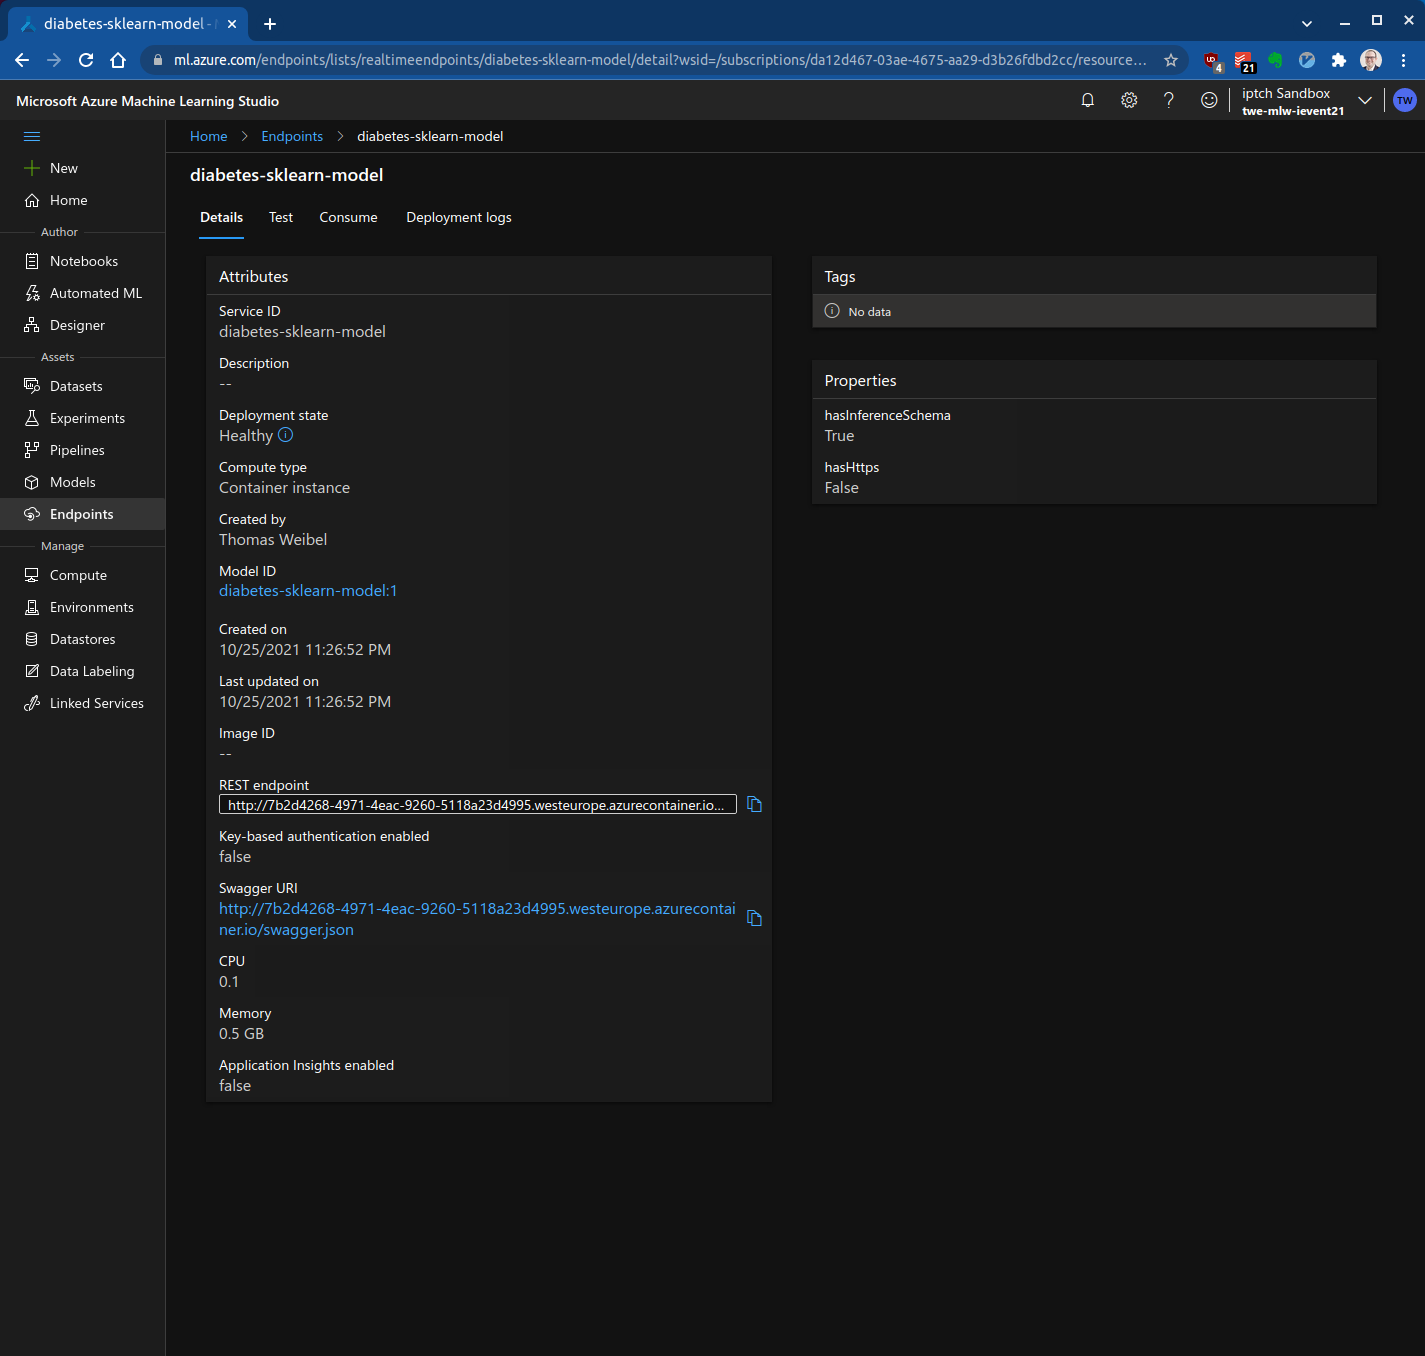 diabetes-sklearn-model -
ml.azure.com/endpoints/lists/realtimeendpoints/diabetes-sklearn-model/detail?wsid=/subscriptions/da12d467-03ae-4675-aa29-d3b26fdbd2cc/resource...
4
21
Microsoft Azure Machine Learning Studio
iptch Sandbox
twe-mlw-ievent21
TW
Home > Endpoints > diabetes-sklearn-model
diabetes-sklearn-model
Details Test Consume Deployment logs
New
Home
Author
Notebooks
Automated ML
Designer
Assets
Datasets
Experiments
Pipelines
Models
Endpoints
Manage
Compute
Environments
Datastores
Data Labeling
Linked Services
Attributes
Service ID
diabetes-sklearn-model
Description
--
Deployment state
Healthy
Compute type
Container instance
Created by
Thomas Weibel
Model ID
diabetes-sklearn-model:1
Created on
10/25/2021 11:26:52 PM
Last updated on
10/25/2021 11:26:52 PM
Image ID
--
REST endpoint
http://7b2d4268-4971-4eac-9260-5118a23d4995.westeurope.azurecontainer.io...
Key-based authentication enabled
false
Swagger URI
http://7b2d4268-4971-4eac-9260-5118a23d4995.westeurope.azurecontai
ner.io/swagger.json
CPU
0.1
Memory
0.5 GB
Application Insights enabled
false
Tags
No data
Properties
hasInferenceSchema
True
hasHttps
False